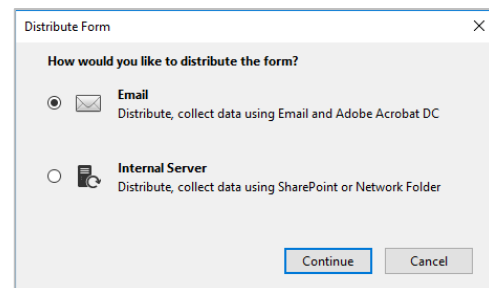 Distribute Form
How would you like to distribute the form?
Email
Distribute, collect data using Email and Adobe Acrobat DC
Internal Server
Distribute, collect data using SharePoint or Network Folder
Continue Cancel